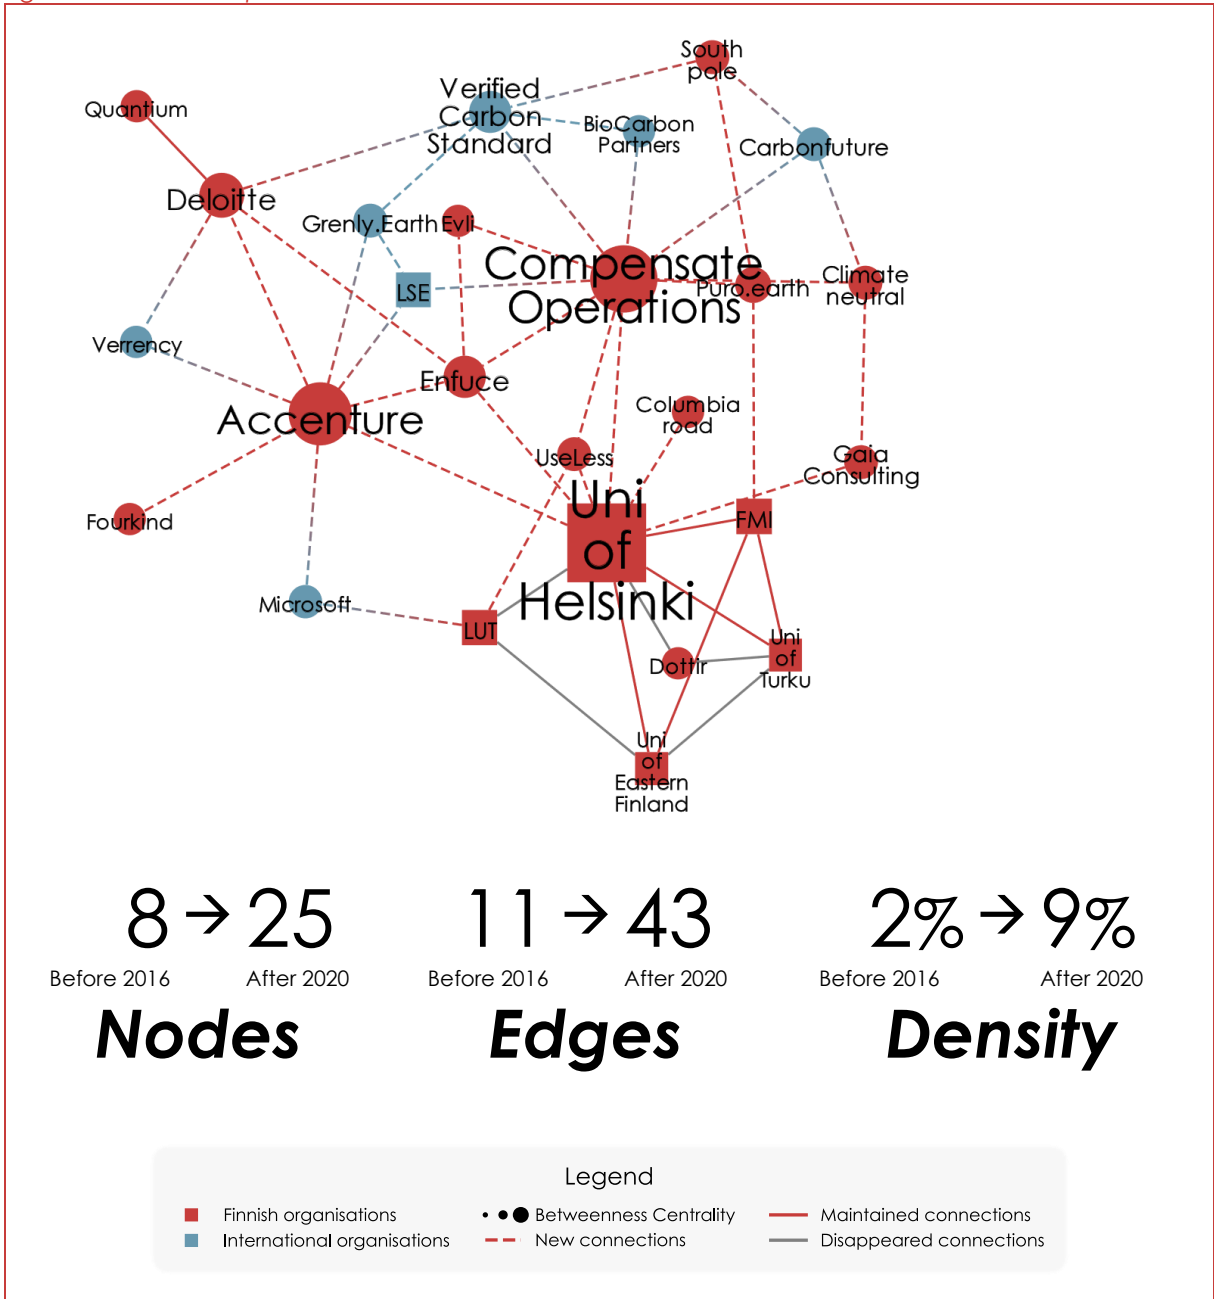 South
pole
Verified
Carbon
Standard
Quantium
BioCarbon
Partners
Carbonfuture
Deloitte
Grenly.Earth
Evli
Compensate
Operations
LSE
Puro.earth
Climate
neutral
Verrency
Enfuce
Accenture
Columbia
road
UseLess
Gaia
Consulting
Uni
of
Helsinki
FMI
Fourkind
Microsoft
LUT
Dottir
Uni
of
Turku
Uni
of
Eastern
Finland
8 → 25
Before 2016 After 2020
Nodes
11 → 43
Before 2016 After 2020
Edges
2% → 9%
Before 2016 After 2020
Density
Legend
Finnish organisations
International organisations
Betweenness Centrality
New connections
Maintained connections
Disappeared connections